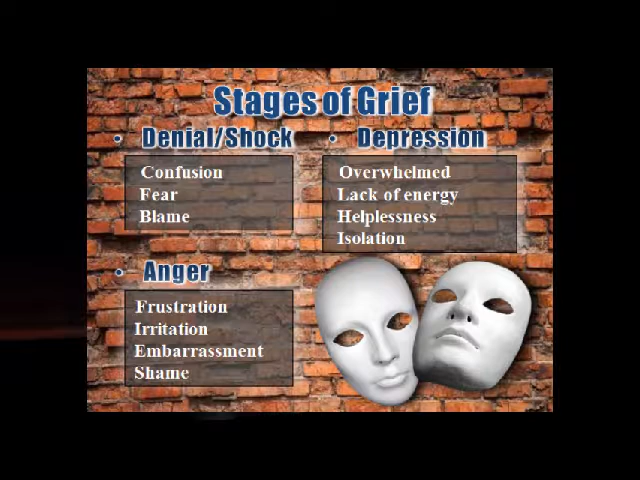 Stages of Grief
• Denial/Shock
Confusion
Fear
Blame
• Anger
Frustration
Irritation
Embarrassment
Shame
• Depression
Overwhelmed
Lack of energy
Helplessness
Isolation